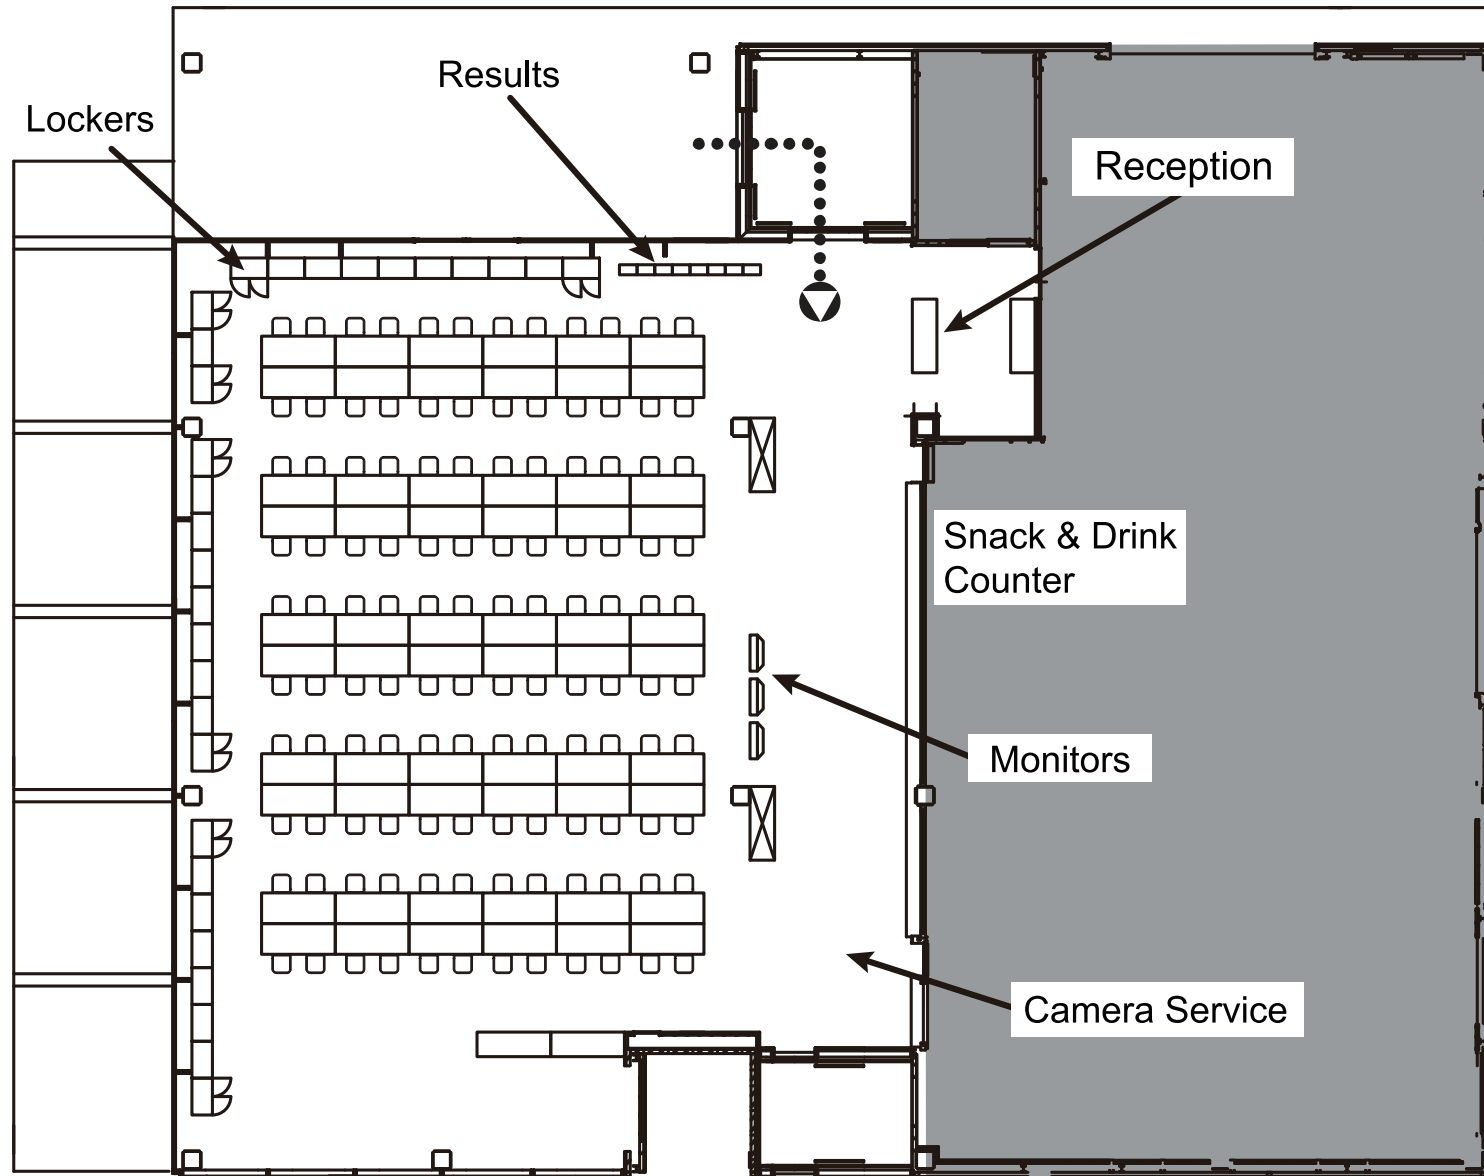 Results
Lockers
Reception
Snack & Drink
Counter
Monitors
Camera Service